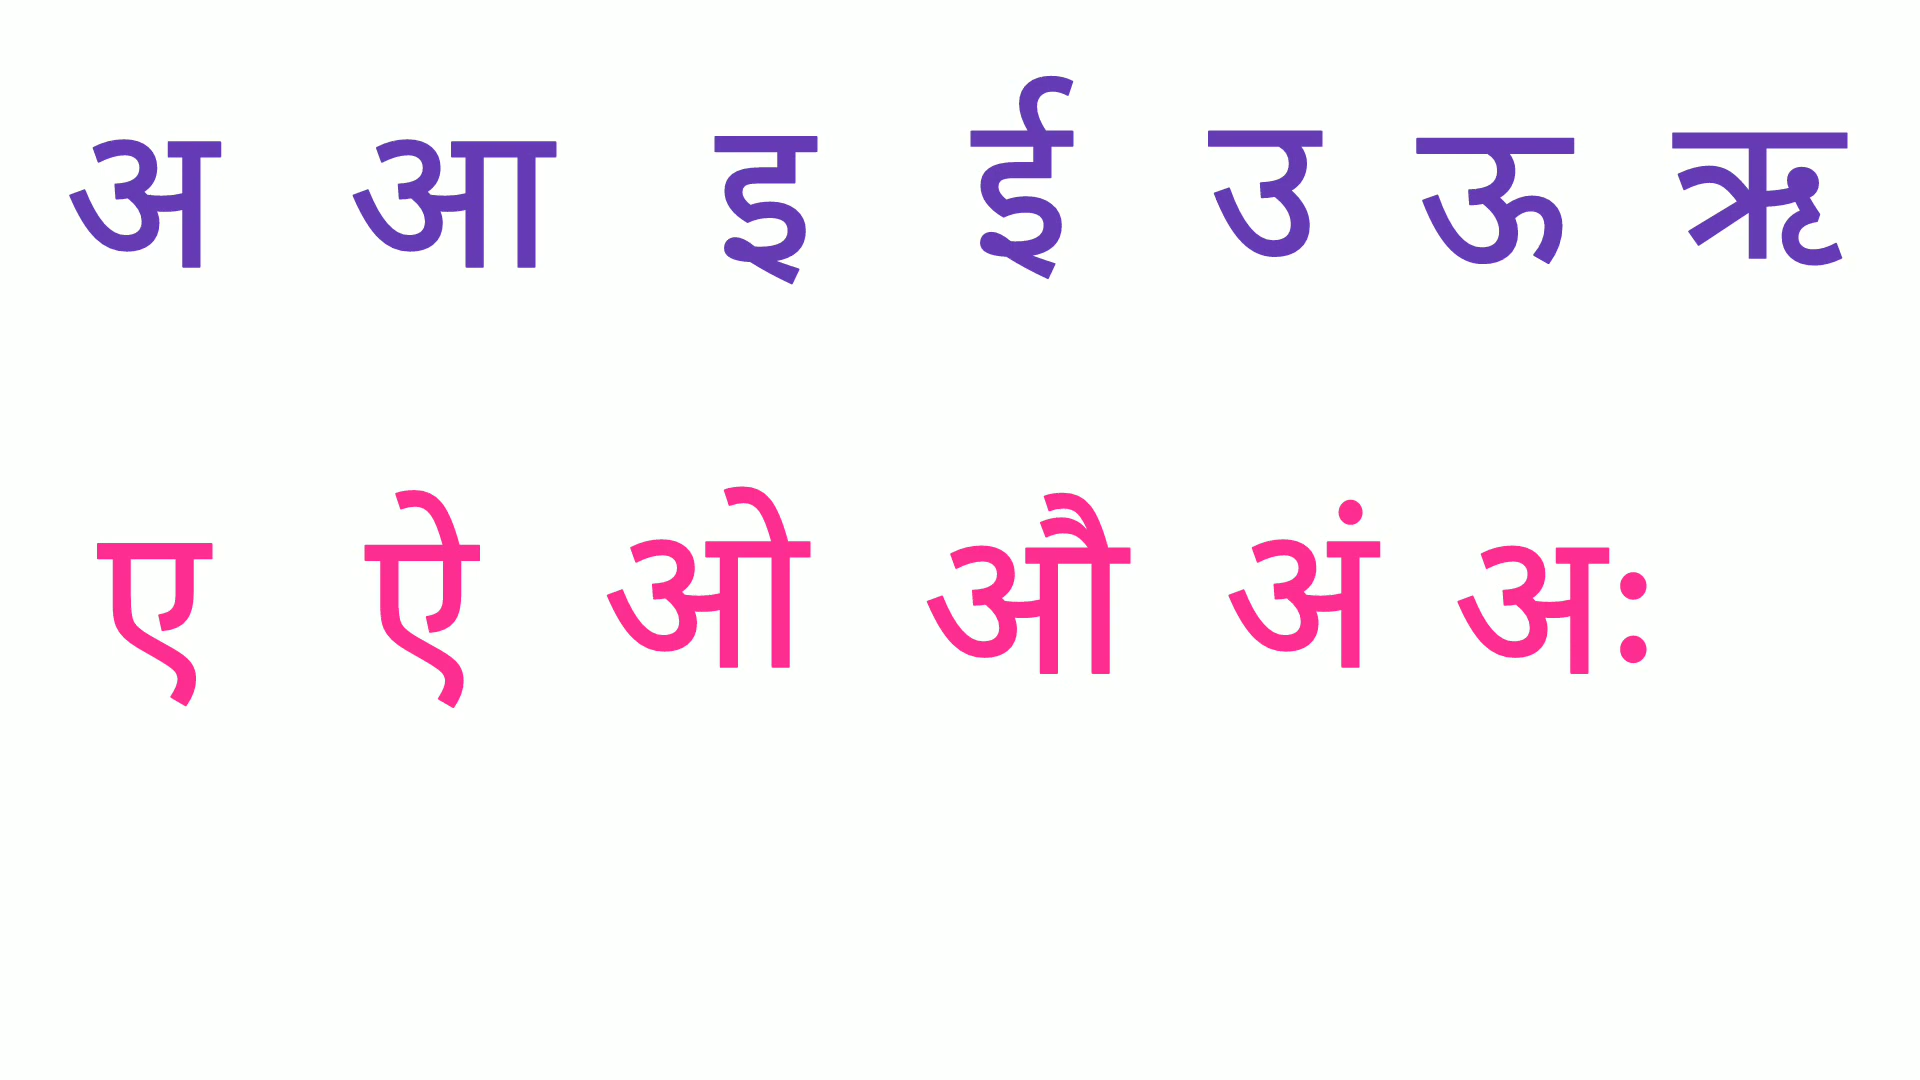 अ आ इ ई उ ऊ ऋ
ए ऐ ओ औ अं अः